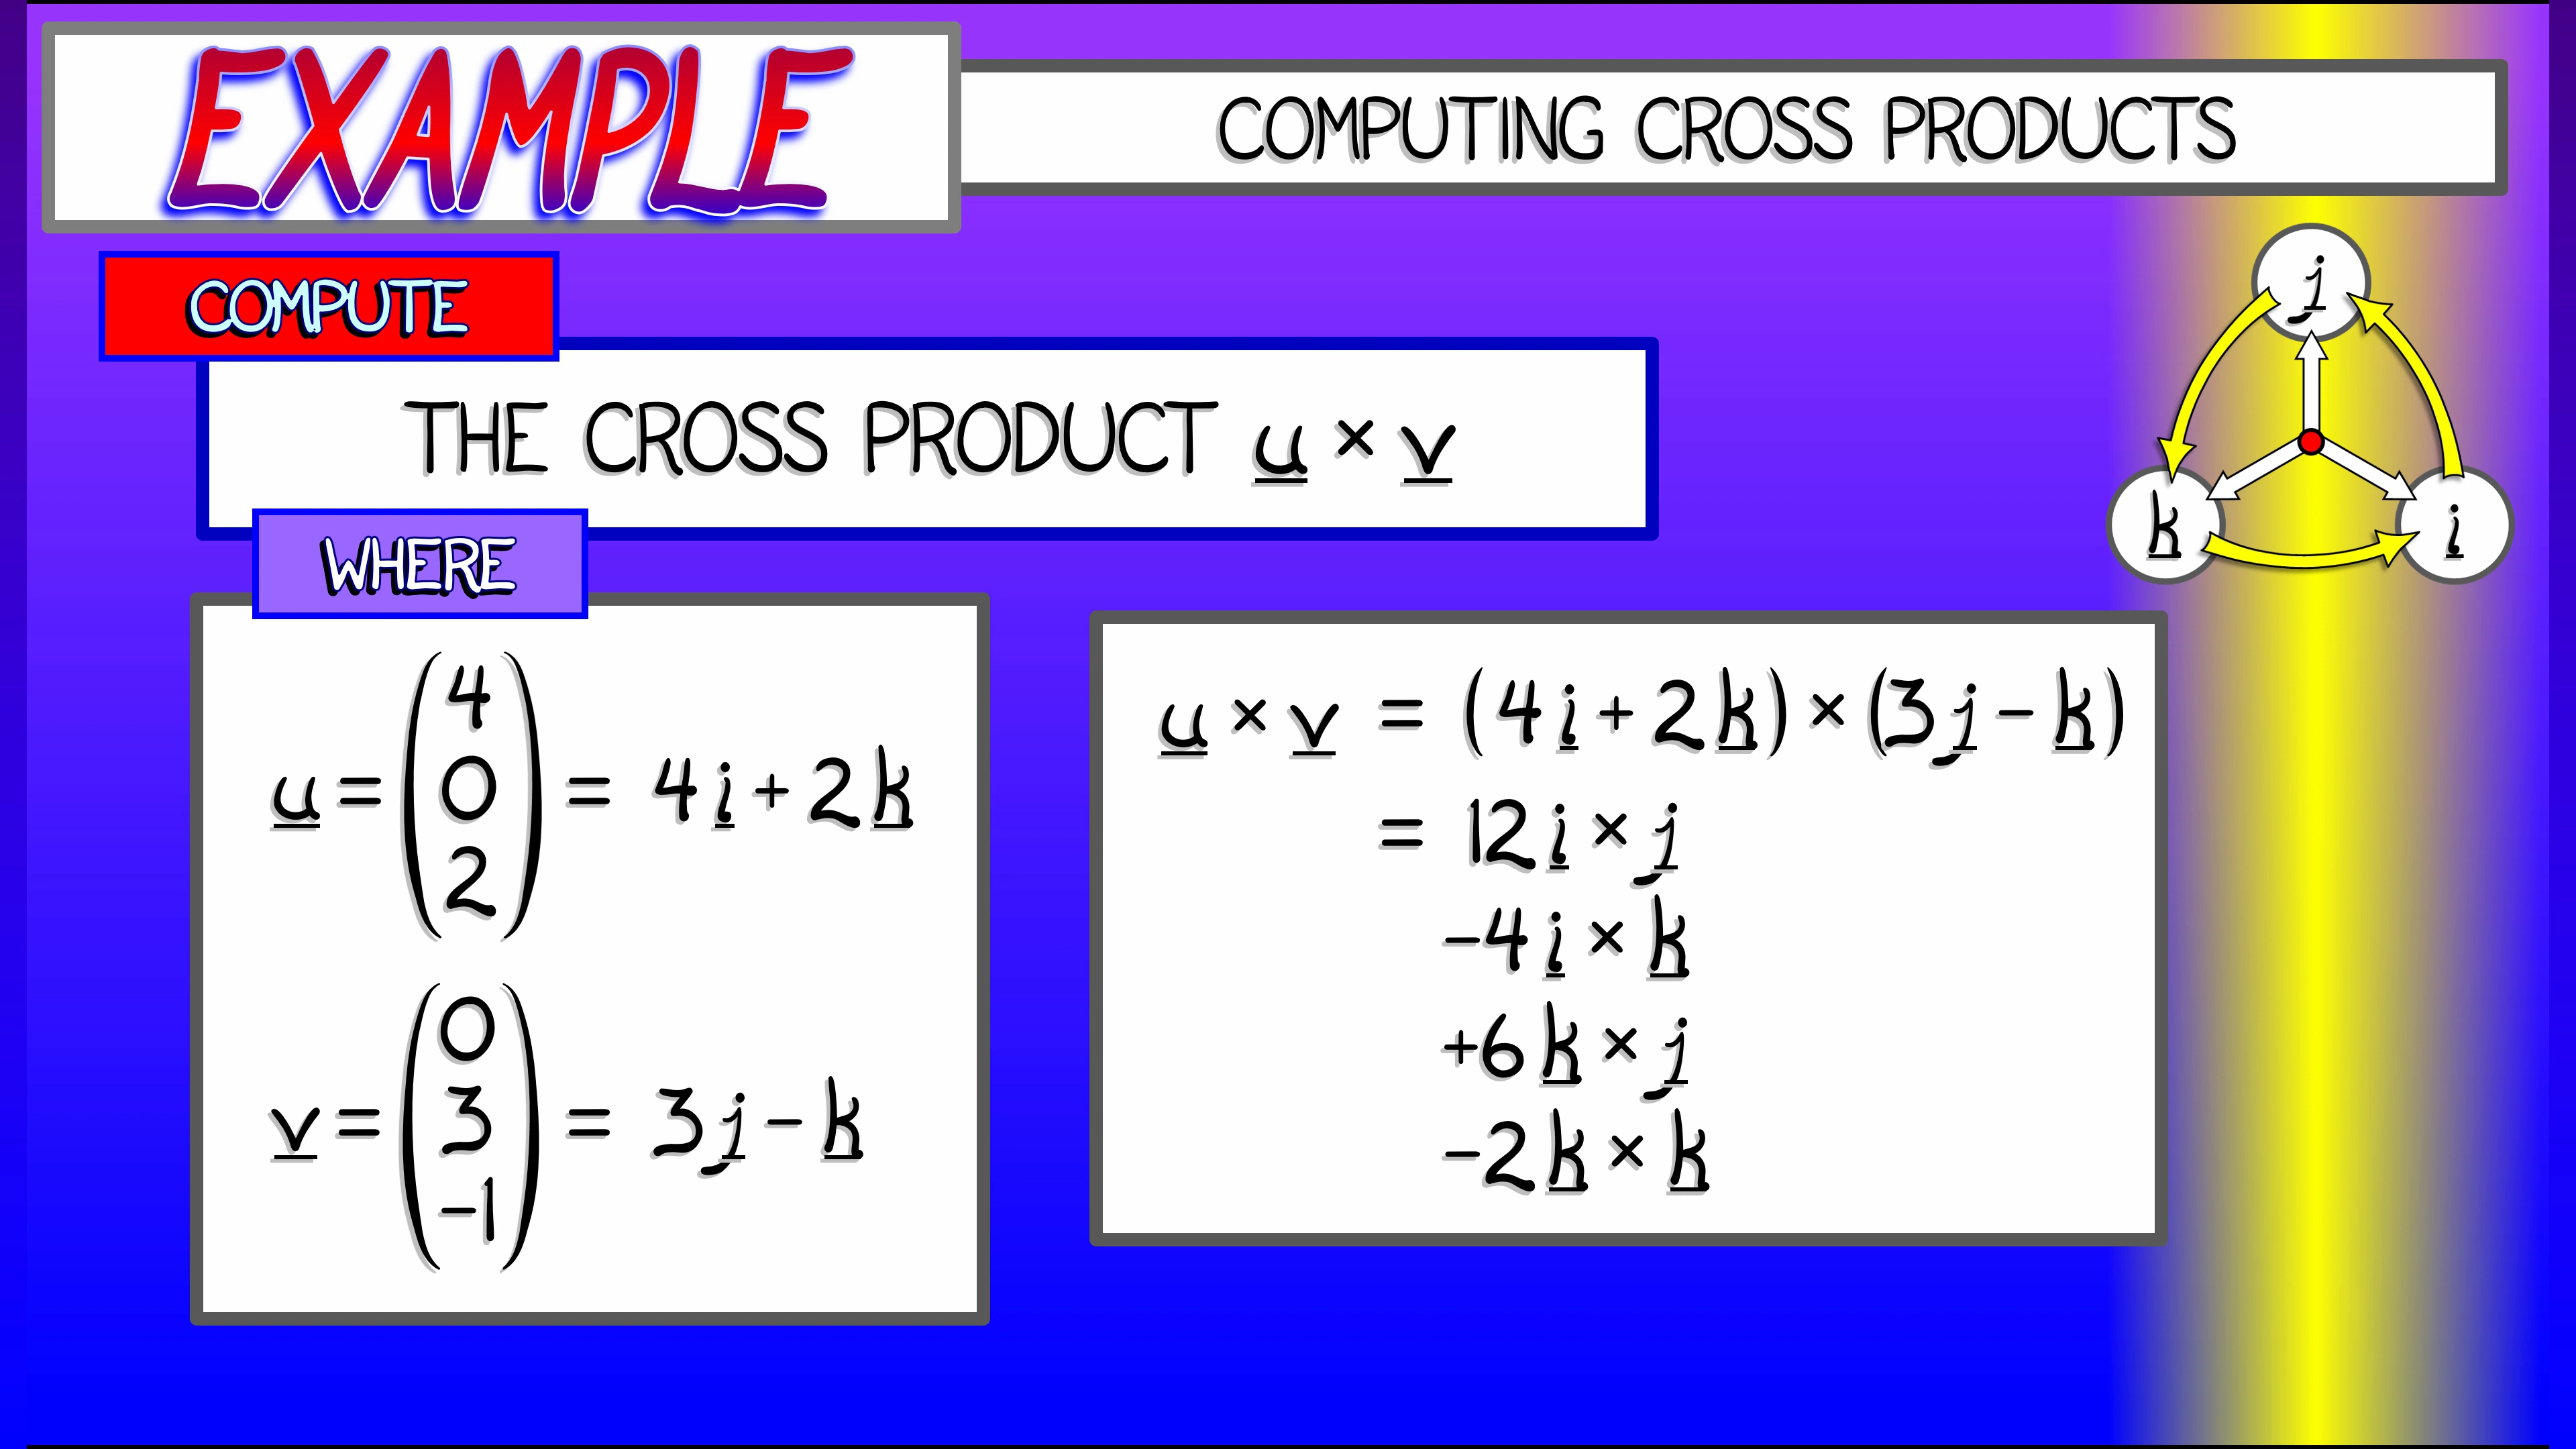 EXAMPLE
COMPUTING CROSS PRODUCTS
COMPUTE
THE CROSS PRODUCT u × v
WHERE
u = (4 0 2) = 4i + 2k
v = (0 3 -1) = 3j - k
u × v = (4i + 2k) × (3j - k)
= 12i × j
-4i × k
+6k × j
-2k × k
j
k
i